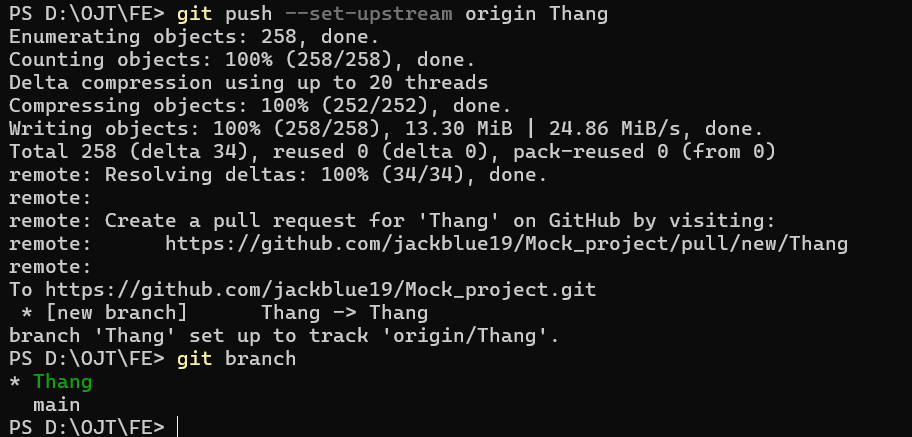 PS D:\OJT\FE> git push --set-upstream origin Thang
Enumerating objects: 258, done.
Counting objects: 100% (258/258), done.
Delta compression using up to 20 threads
Compressing objects: 100% (252/252), done.
Writing objects: 100% (258/258), 13.30 MiB | 24.86 MiB/s, done.
Total 258 (delta 34), reused 0 (delta 0), pack-reused 0 (from 0)
remote: Resolving deltas: 100% (34/34), done.
remote:
remote: Create a pull request for 'Thang' on GitHub by visiting:
remote:      https://github.com/jackblue19/Mock_project/pull/new/Thang
remote:
To https://github.com/jackblue19/Mock_project.git
 * [new branch]      Thang -> Thang
branch 'Thang' set up to track 'origin/Thang'.
PS D:\OJT\FE> git branch
* Thang
  main
PS D:\OJT\FE>